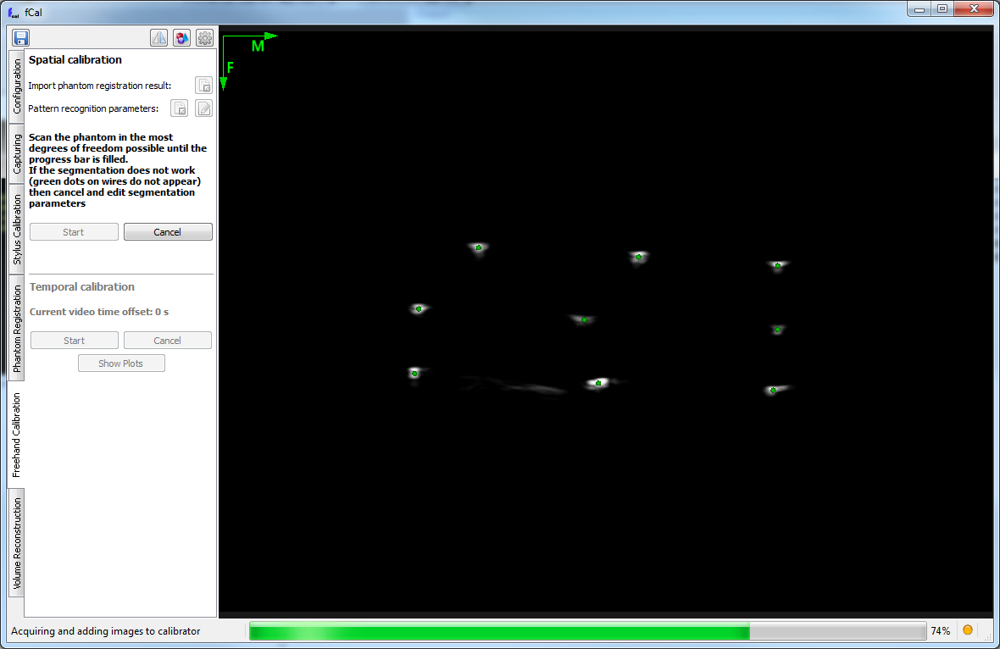 fCal
Configuration
Capturing
Stylus Calibration
Phantom Registration
Freehand Calibration
Volume Reconstruction
Spatial calibration
Import phantom registration result:
Pattern recognition parameters:
Scan the phantom in the most
degrees of freedom possible until the
progress bar is filled.
If the segmentation does not work
(green dots on wires do not appear)
then cancel and edit segmentation
parameters
Start Cancel
Temporal calibration
Current video time offset: 0 s
Start Cancel
Show Plots
M
F
Acquiring and adding images to calibrator
74%